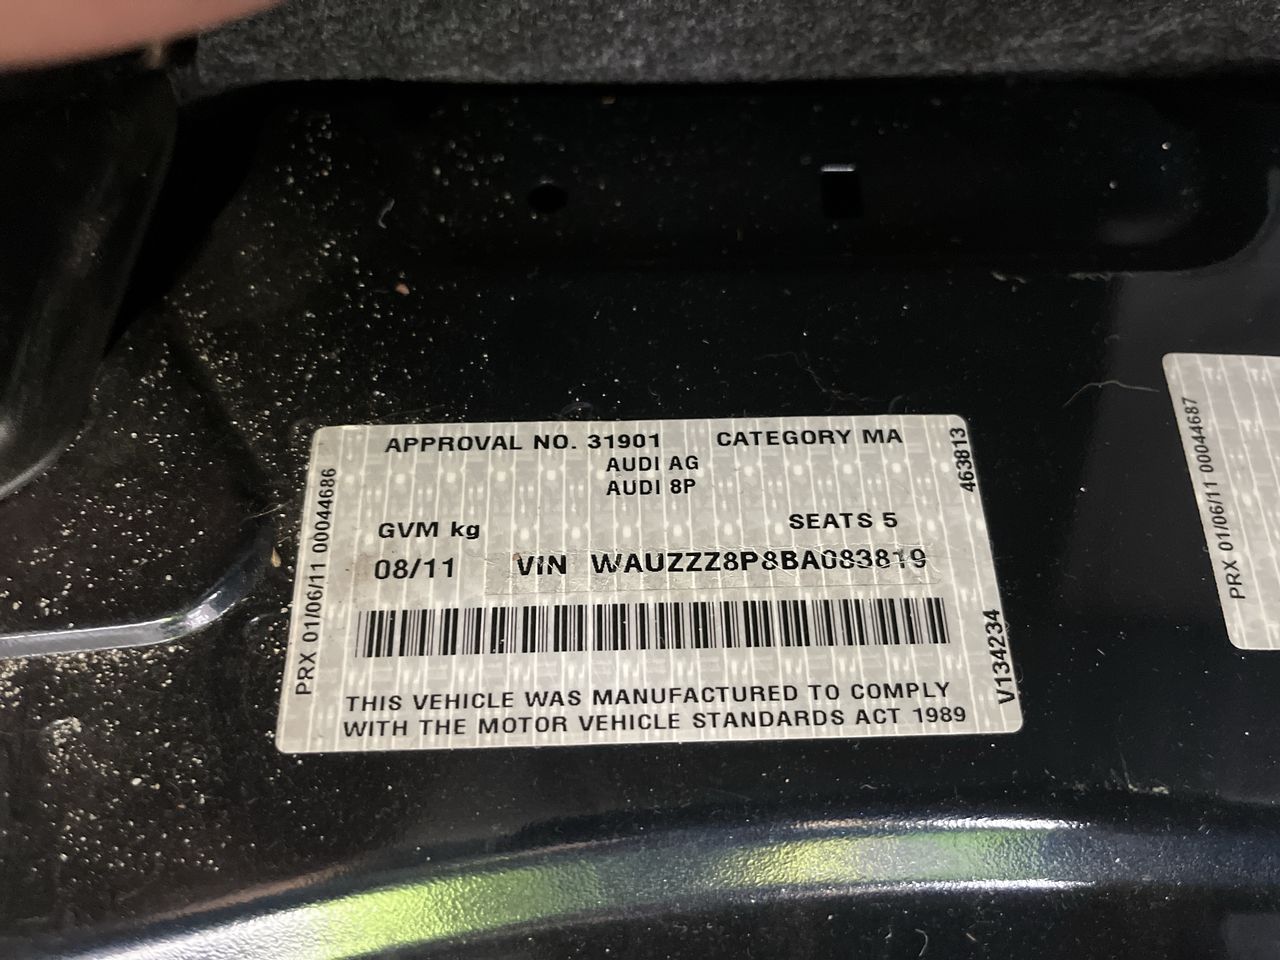 APPROVAL NO. 31901 CATEGORY MA
AUDI AG
AUDI 8P
GVM kg SEATS 5
08/11 VIN WAUZZZ8P8BA083819
THIS VEHICLE WAS MANUFACTURED TO COMPLY
WITH THE MOTOR VEHICLE STANDARDS ACT 1989
PRX 01/06/11 00044686
463813
V134234
PRX 01/06/11 00044687